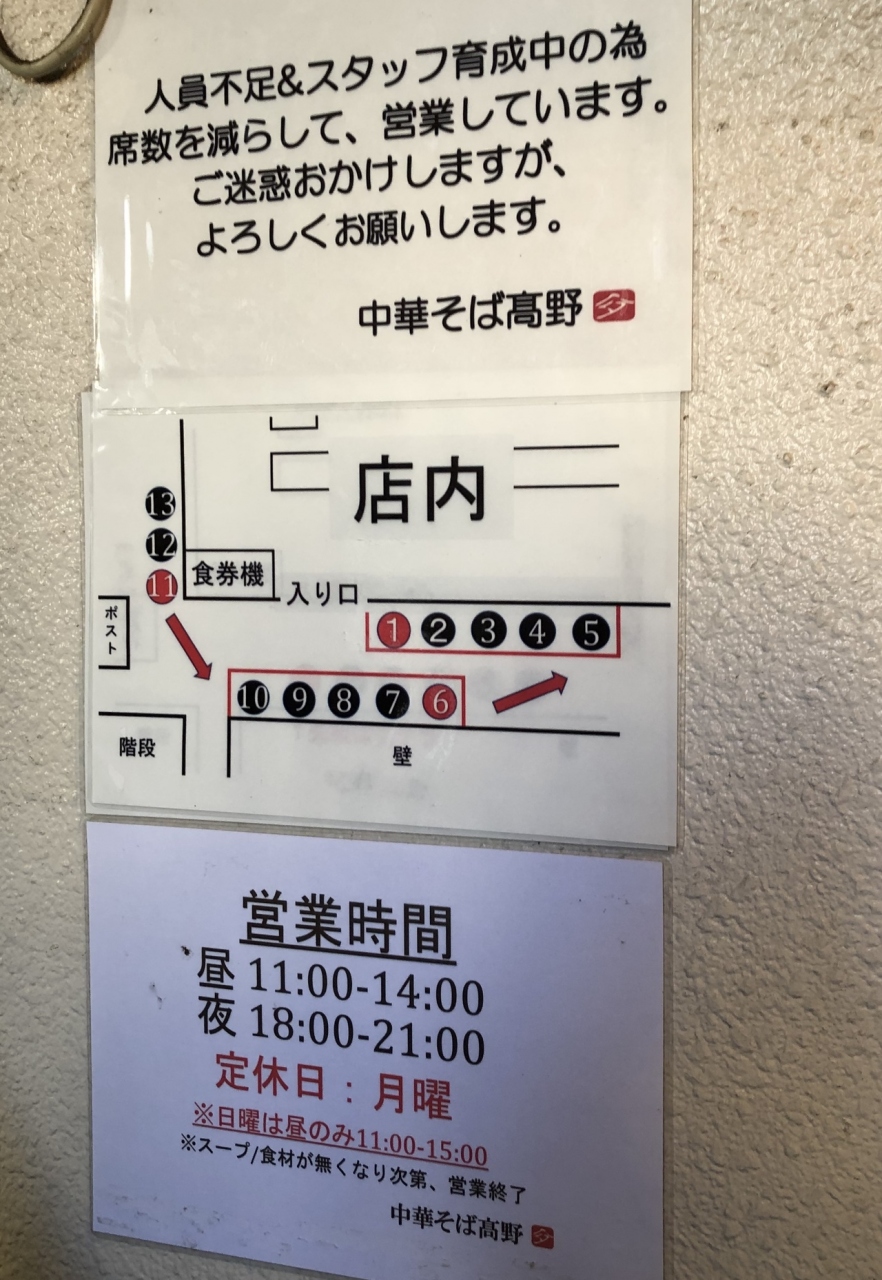 人員不足&スタッフ育成中の為
席数を減らして、営業しています。
ご迷惑おかけしますが、
よろしくお願いします。
中華そば髙野
店内
13
12
11
食券機
入り口
ポスト
1 2 3 4 5
10 9 8 7 6
階段
壁
営業時間
昼 11:00-14:00
夜 18:00-21:00
定休日：月曜
※日曜は昼のみ11:00-15:00
※スープ/食材が無くなり次第、営業終了
中華そば髙野